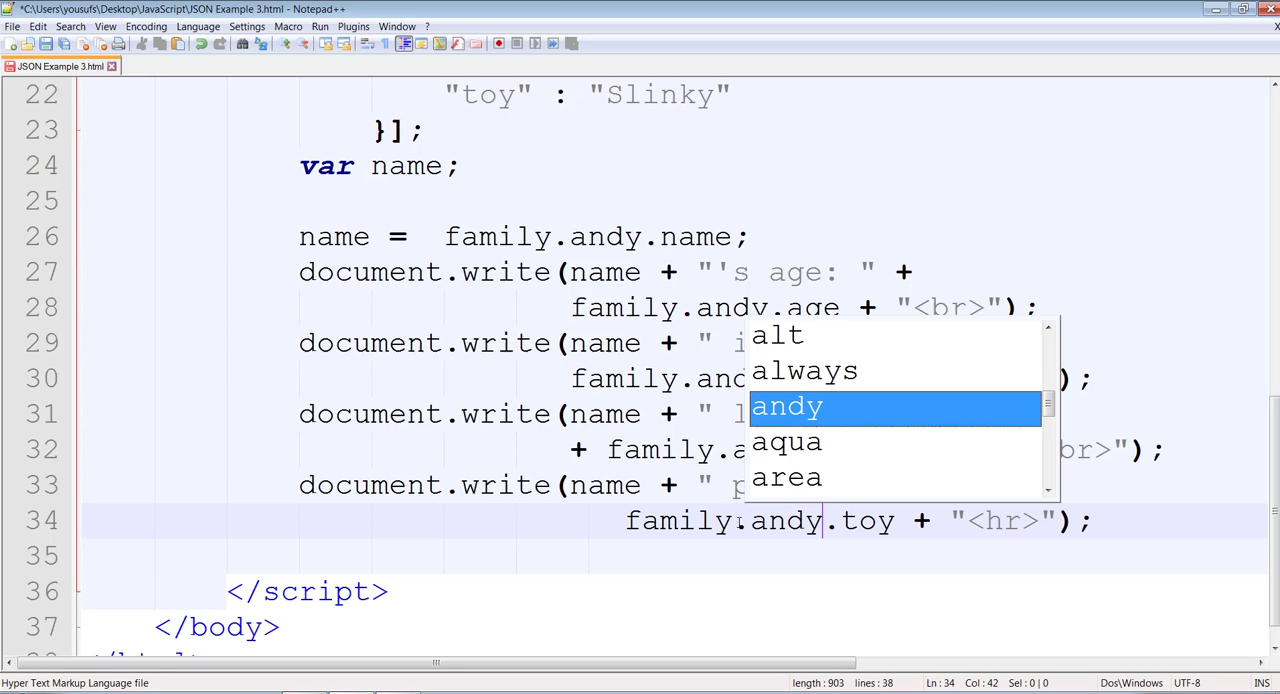 *C:\Users\yousufs\Desktop\JavaScript\JSON Example 3.html - Notepad++
File Edit Search View Encoding Language Settings Macro Run Plugins Window ?
X
JSON Example 3.html
22 "toy" : "Slinky"
23 }];
24 var name;
25
26 name = family.andy.name;
27 document.write(name + "'s age: " +
28 family.andy.age + "<br>");
29 document.write(name + " i
30 family.and );
31 document.write(name + " l
32 + family.a br>");
33 document.write(name + " p
34 family.andy.toy + "<hr>");
35
36 </script>
37 </body>
alt
always
andy
aqua
area
Hyper Text Markup Language file length : 903 lines : 38 Ln : 34 Col : 42 Sel : 0 | 0 Dos\Windows UTF-8 INS